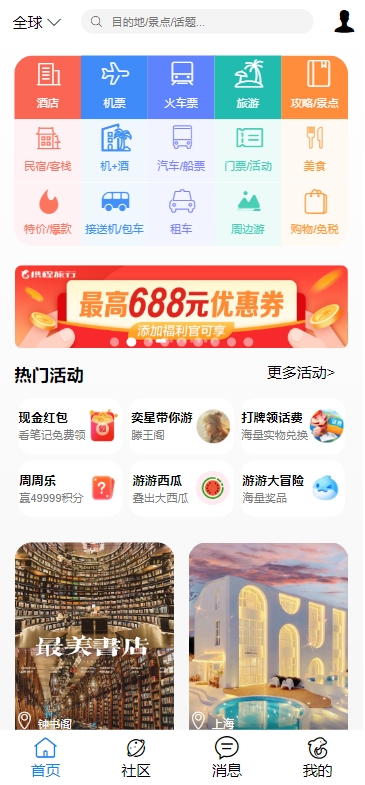 全球
目的地/景点/话题...
酒店 机票 火车票 旅游 攻略/景点
民宿/客栈 机+酒 汽车/船票 门票/活动 美食
特价/爆款 接送机/包车 租车 周边游 购物/免税
携程旅行
最高688元优惠券
添加福利官可享
热门活动 更多活动>
现金红包 奕星带你游 打牌领话费
看笔记免费领 滕王阁 海量实物兑换
周周乐 游游西瓜 游游大冒险
赢49999积分 叠出大西瓜 海量奖品
最美書店
钟书阁 上海
首页 社区 消息 我的